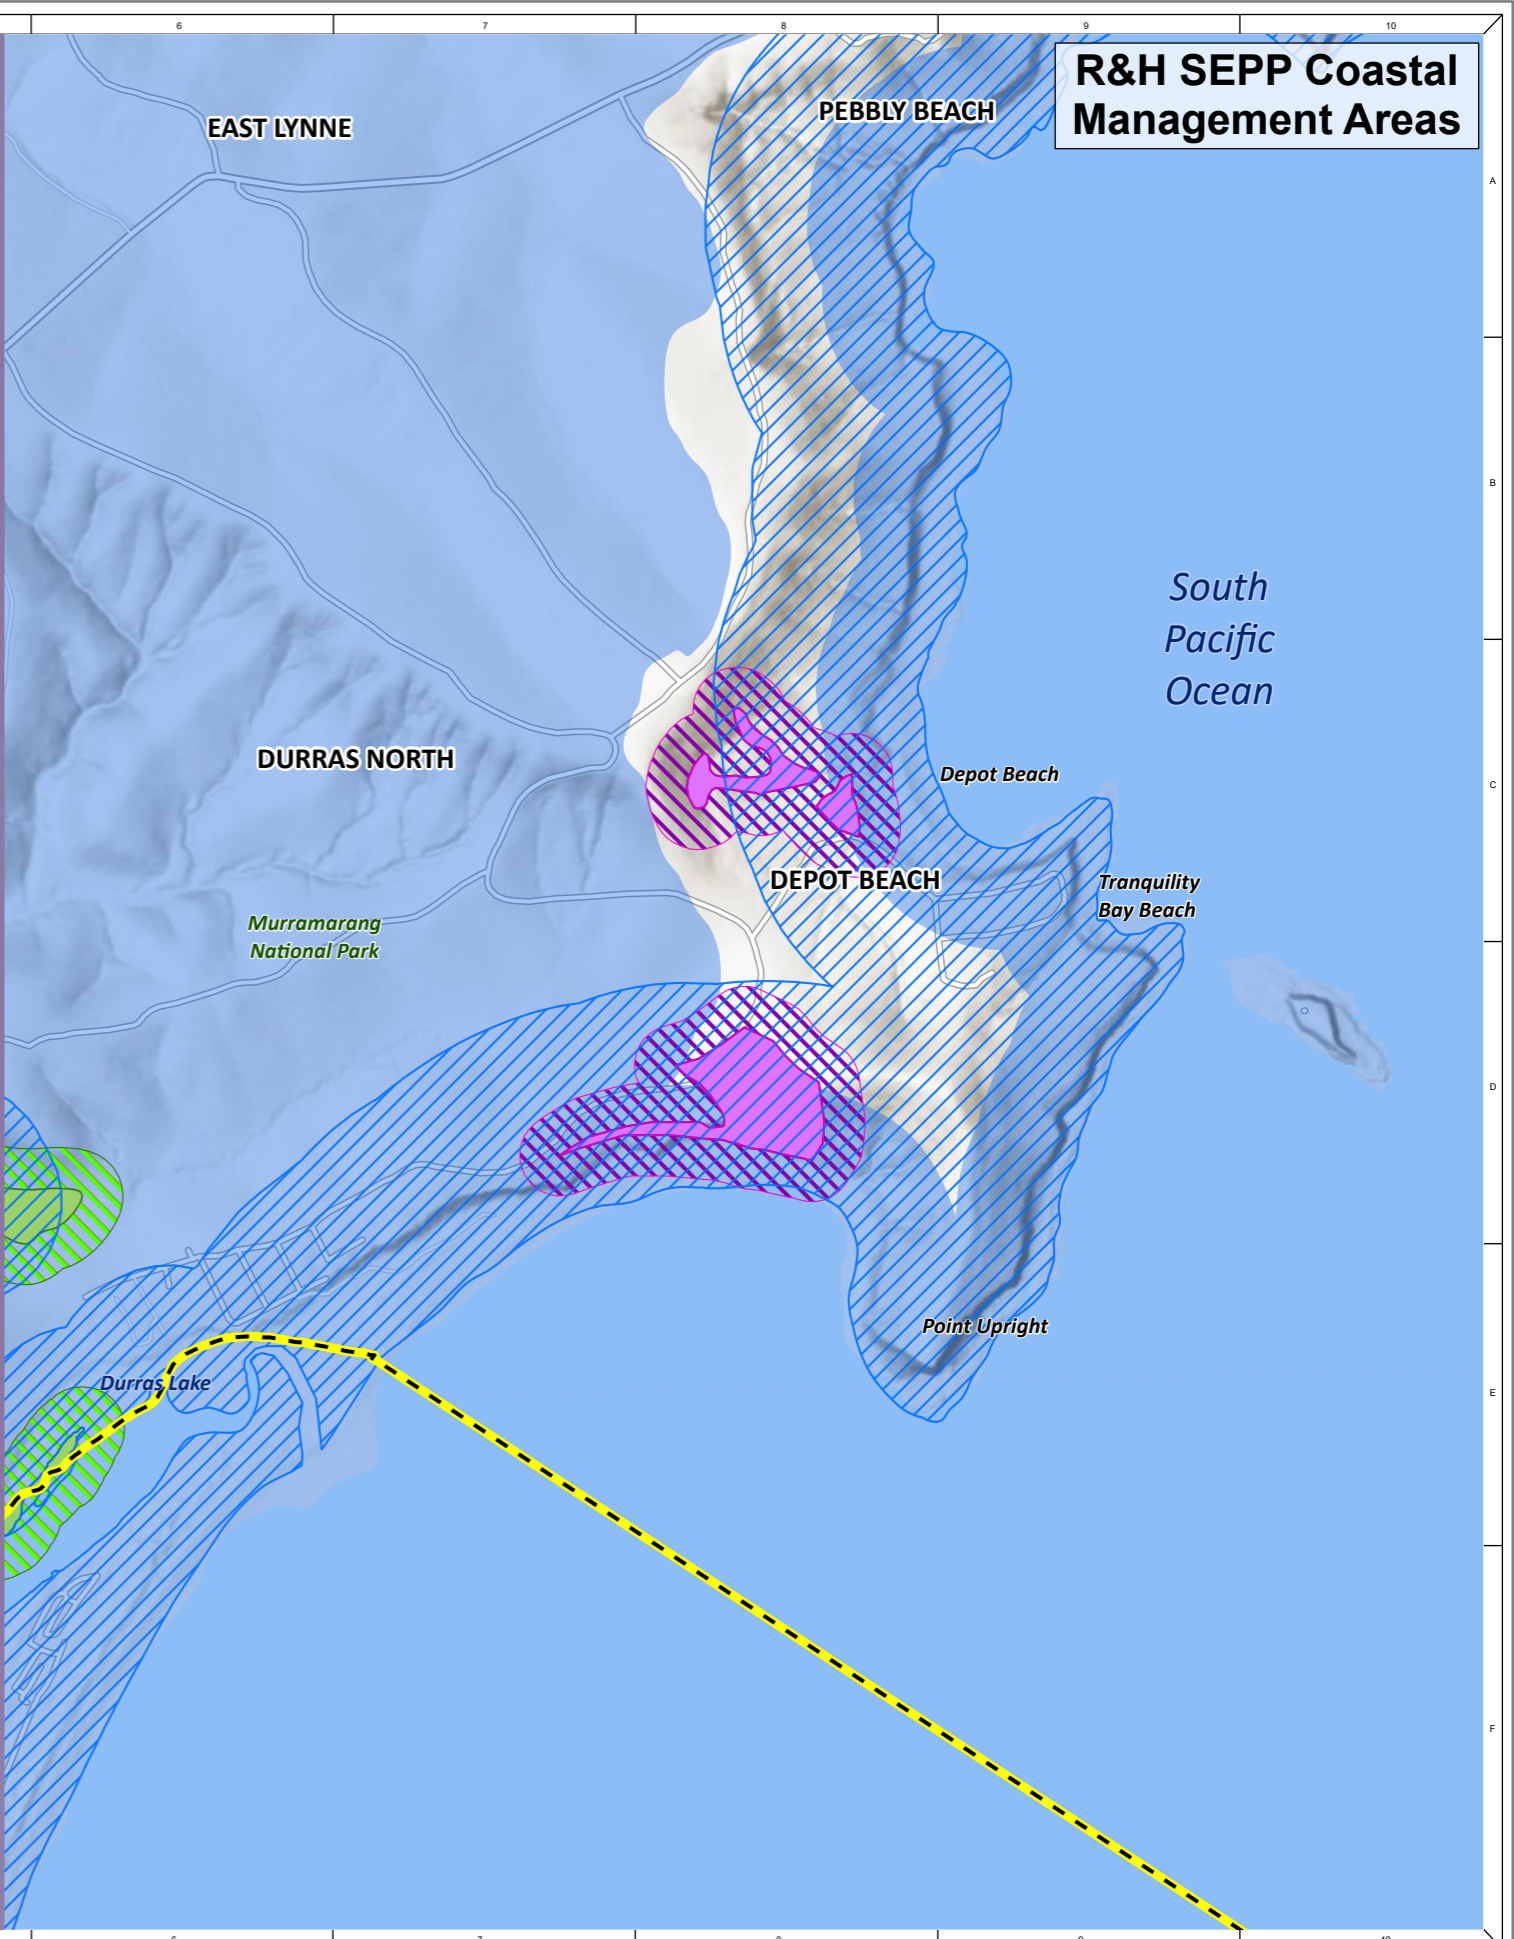 6 7 8 9 10
R&H SEPP Coastal
Management Areas
PEBBLY BEACH
EAST LYNNE
A
B
South
Pacific
Ocean
DURRAS NORTH
Depot Beach
C
DEPOT BEACH
Tranquility
Bay Beach
Murramarang
National Park
D
Point Upright
Durras Lake
E
F